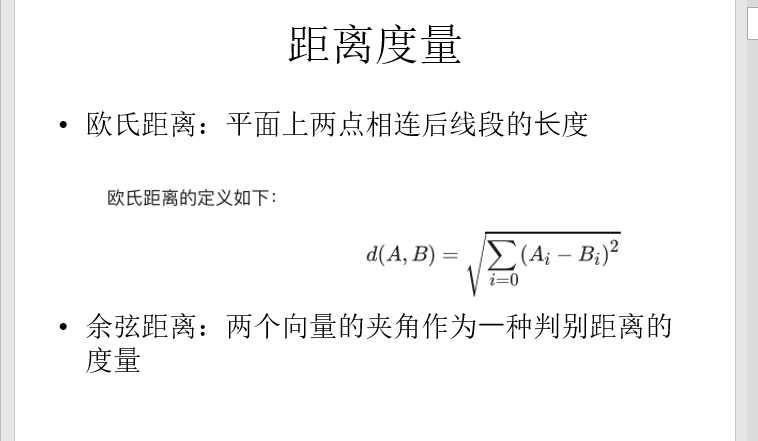 距离度量
• 欧氏距离：平面上两点相连后线段的长度
欧氏距离的定义如下：
d(A, B) = √∑_{i=0}(A_i − B_i)^2
• 余弦距离：两个向量的夹角作为一种判别距离的
度量